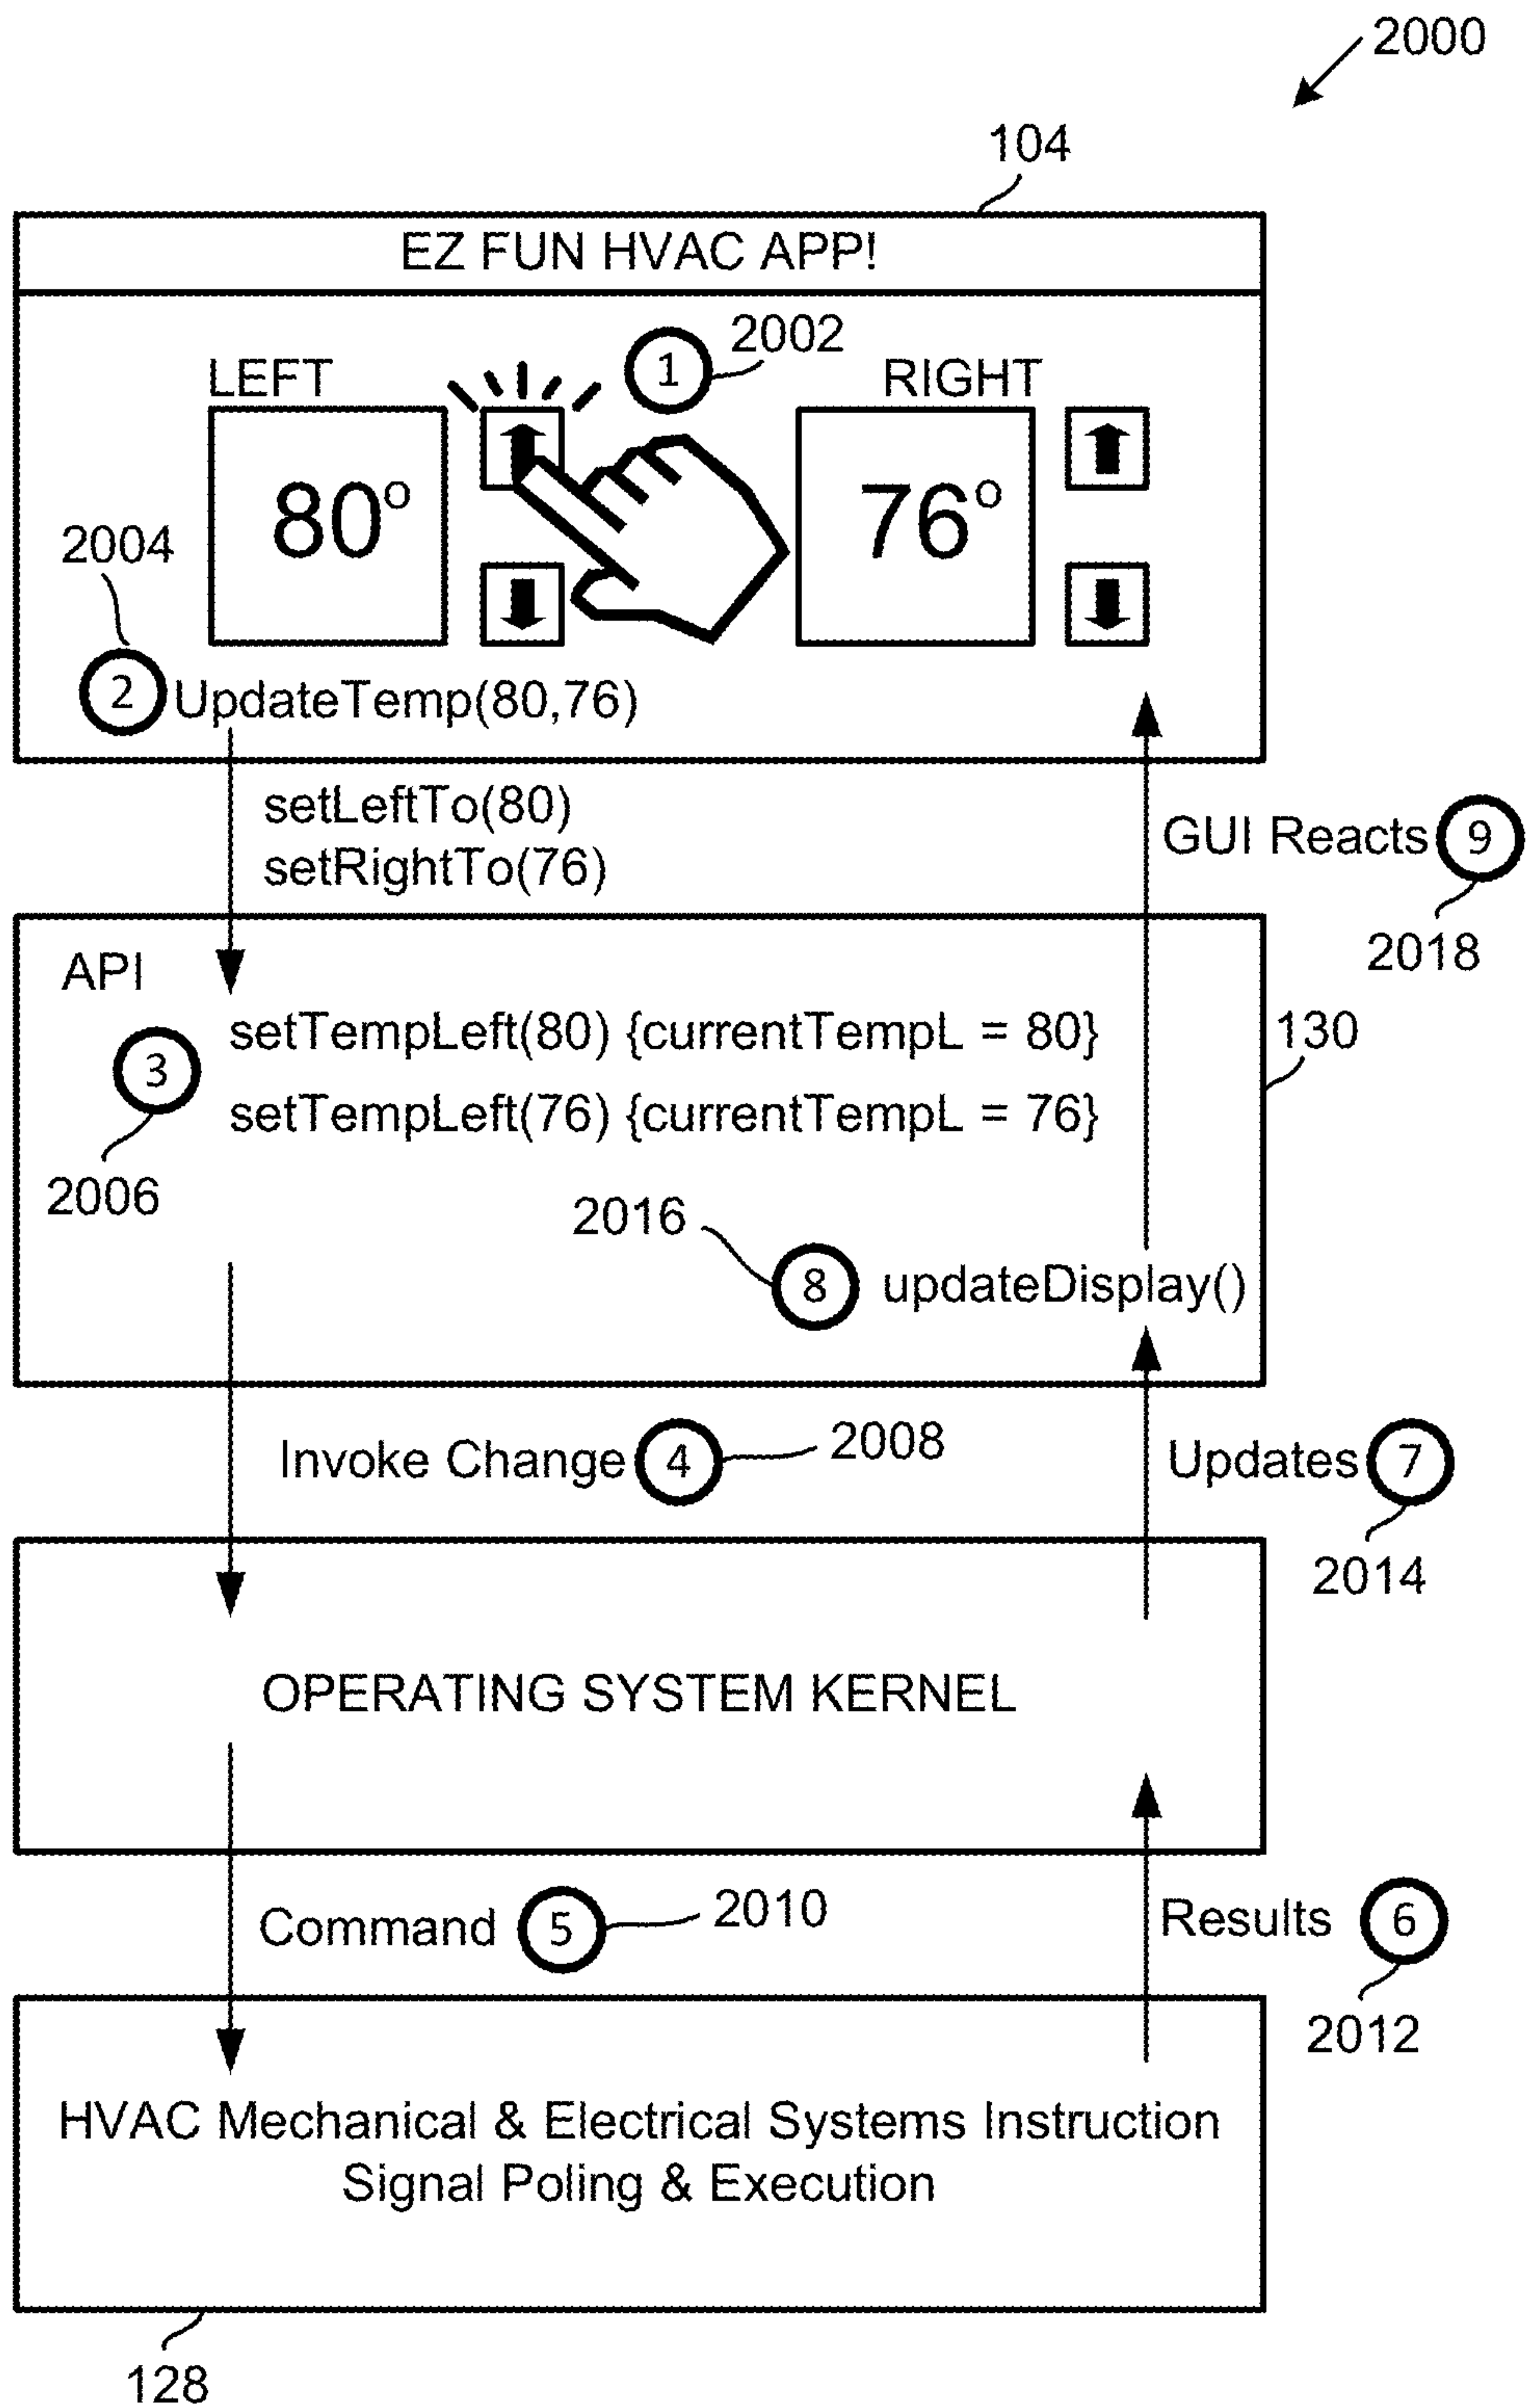 2000
104
EZ FUN HVAC APP!
1 2002
LEFT
RIGHT
80°
76°
2004
2 UpdateTemp(80,76)
setLeftTo(80)
setRightTo(76)
GUI Reacts 9
2018
API
130
setTempLeft(80) {currentTempL = 80}
3
setTempLeft(76) {currentTempL = 76}
2006
2016
8 updateDisplay()
Invoke Change 4 2008
Updates 7
2014
OPERATING SYSTEM KERNEL
Command 5 2010
Results 6
2012
HVAC Mechanical & Electrical Systems Instruction
Signal Poling & Execution
128